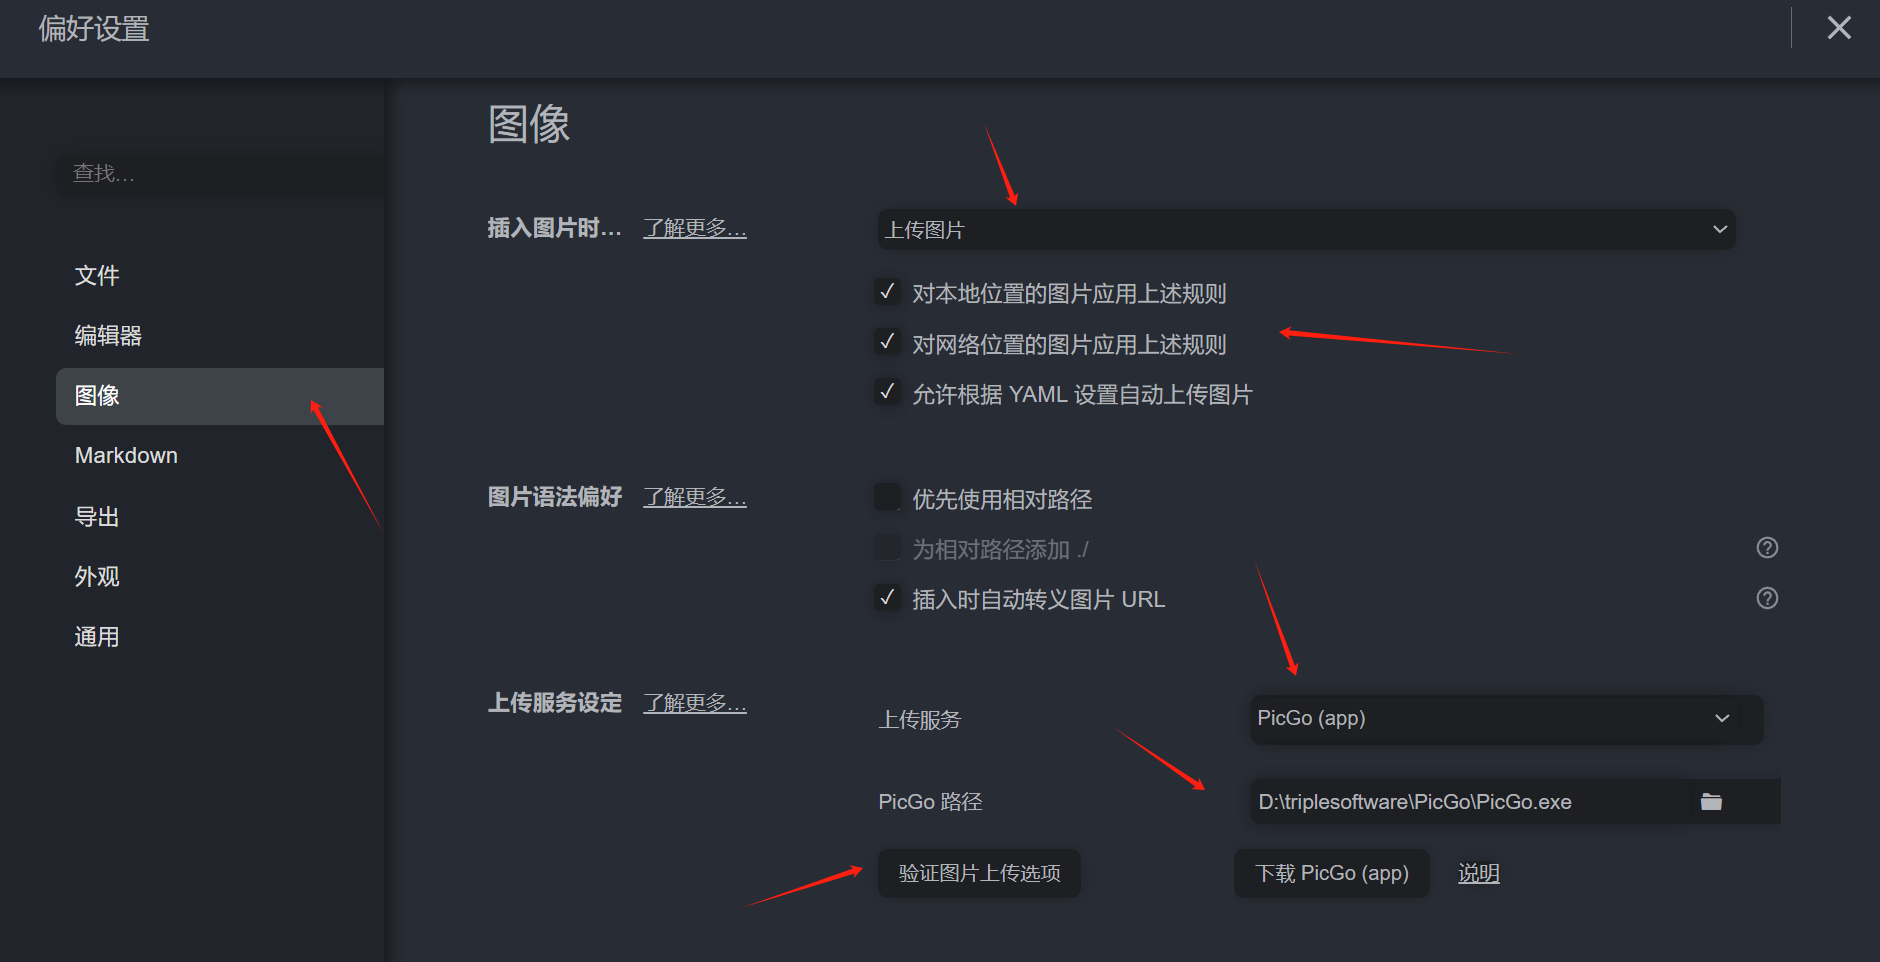 偏好设置
查找…
文件
编辑器
图像
Markdown
导出
外观
通用
图像
插入图片时… 了解更多…
上传图片
对本地位置的图片应用上述规则
对网络位置的图片应用上述规则
允许根据 YAML 设置自动上传图片
图片语法偏好 了解更多…
优先使用相对路径
为相对路径添加 ./
插入时自动转义图片 URL
上传服务设定 了解更多…
上传服务 PicGo (app)
PicGo 路径 D:\triplesoftware\PicGo\PicGo.exe
验证图片上传选项 下载 PicGo (app) 说明